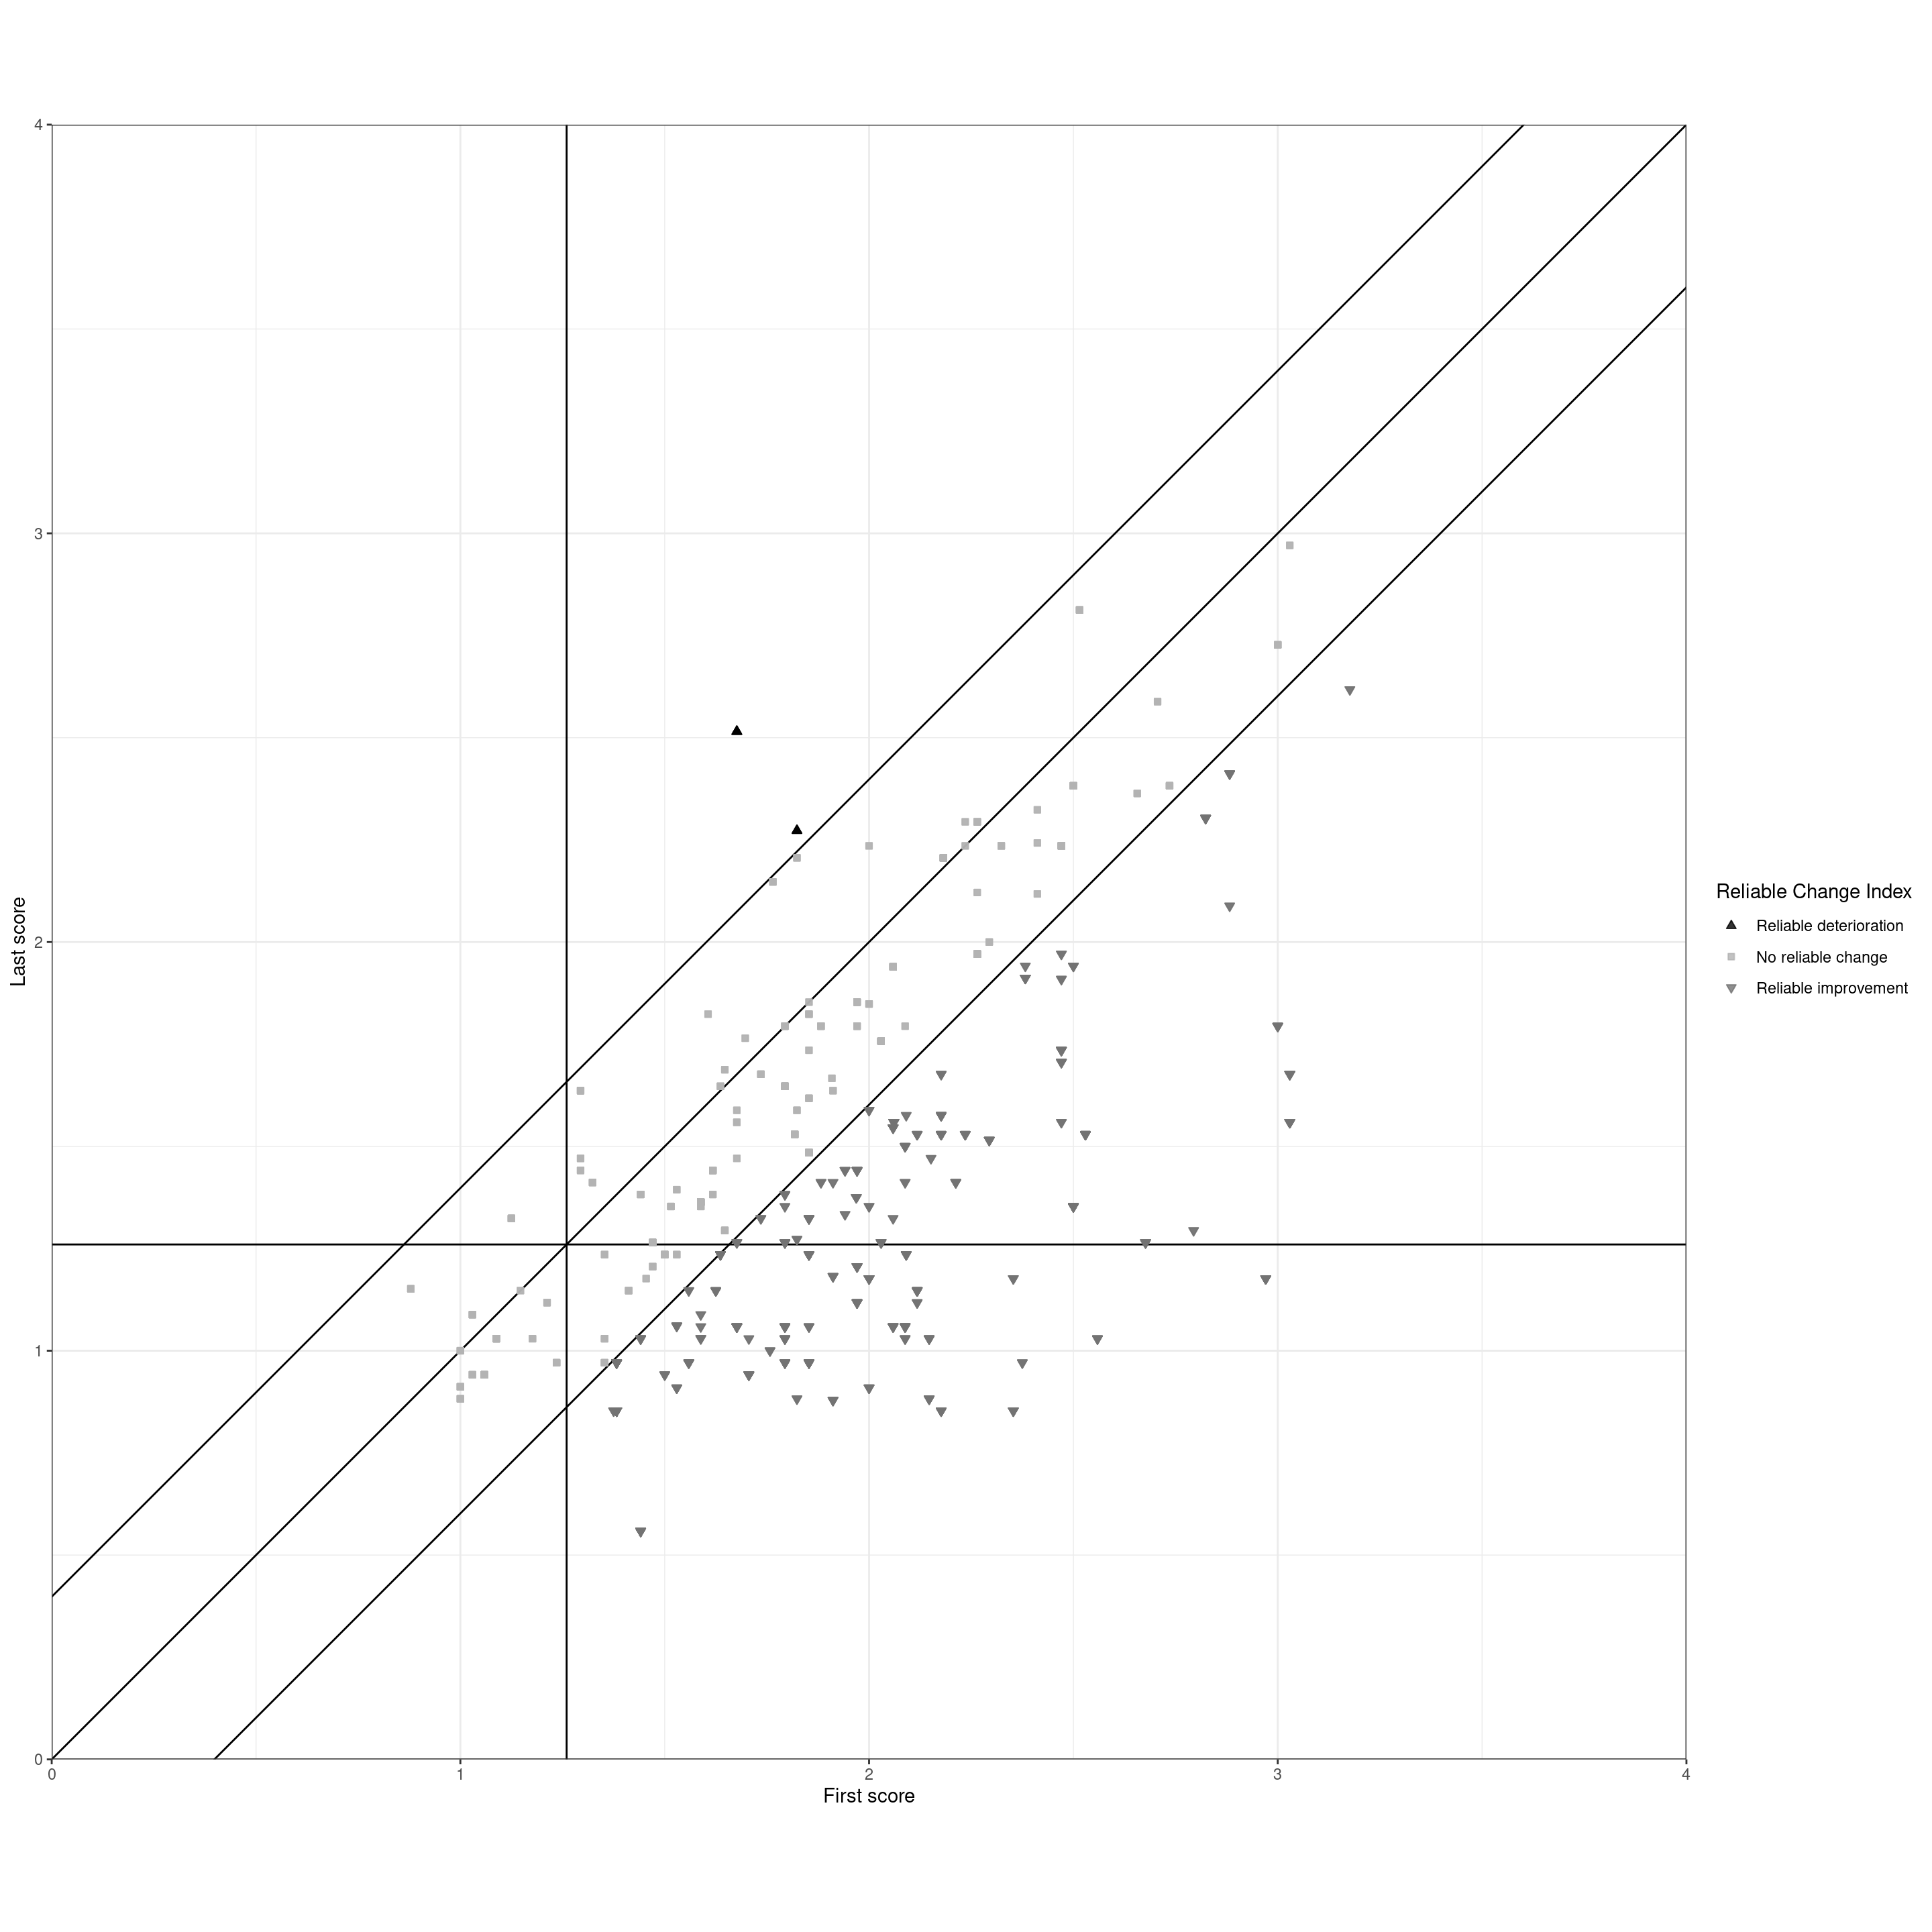 4
3
2
1
0
Last score
0
1
2
3
4
First score
Reliable Change Index
Reliable deterioration
No reliable change
Reliable improvement